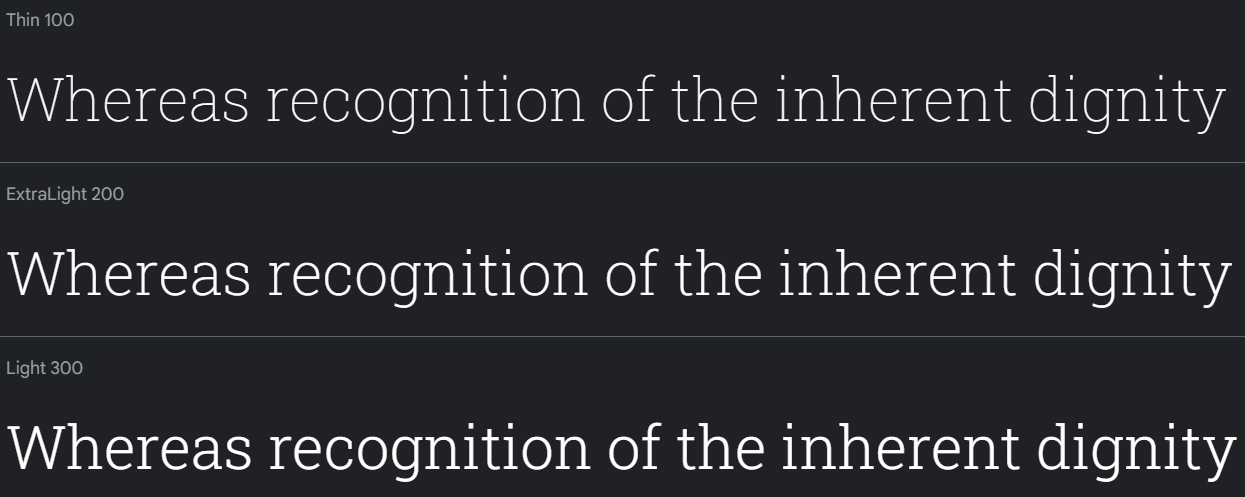 Thin 100
Whereas recognition of the inherent dignity
ExtraLight 200
Whereas recognition of the inherent dignity
Light 300
Whereas recognition of the inherent dignity